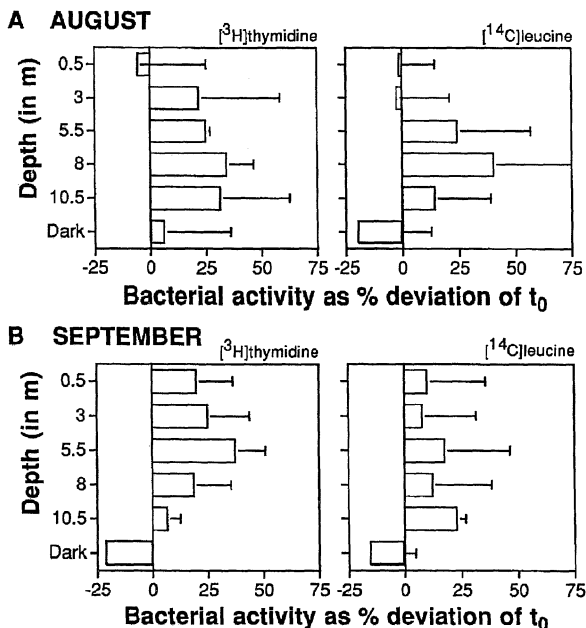 A AUGUST
[³H]thymidine [¹⁴C]leucine
Depth (in m)
0.5
3
5.5
8
10.5
Dark
-25 0 25 50 75 -25 0 25 50 75
Bacterial activity as % deviation of t₀
B SEPTEMBER
[³H]thymidine [¹⁴C]leucine
Depth (in m)
0.5
3
5.5
8
10.5
Dark
-25 0 25 50 75 -25 0 25 50 75
Bacterial activity as % deviation of t₀